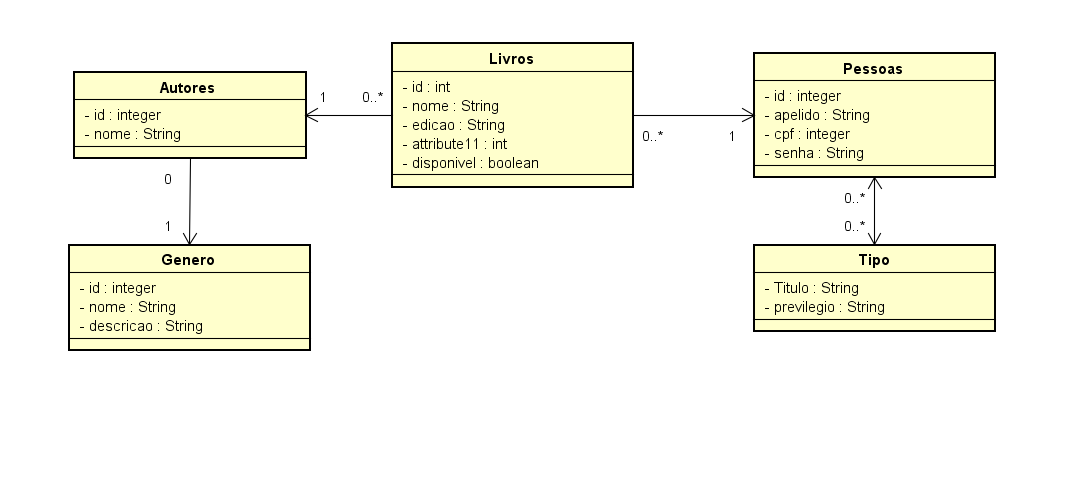 Autores
- id : integer
- nome : String
1
0..*
Livros
- id : int
- nome : String
- edicao : String
- attribute11 : int
- disponivel : boolean
0..*
1
Pessoas
- id : integer
- apelido : String
- cpf : integer
- senha : String
0
1
Genero
- id : integer
- nome : String
- descricao : String
0..*
0..*
Tipo
- Titulo : String
- previlegio : String